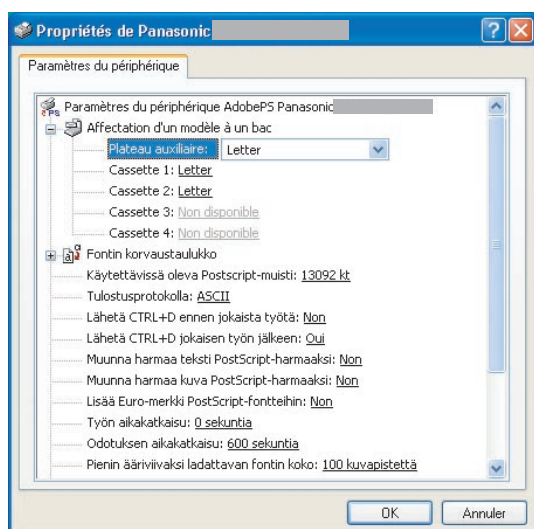 Propriétés de Panasonic
Paramètres du périphérique
Paramètres du périphérique AdobePS Panasonic
Affectation d'un modèle à un bac
Plateau auxiliaire: Letter
Cassette 1: Letter
Cassette 2: Letter
Cassette 3: Non disponible
Cassette 4: Non disponible
Fontin korvaustaulukko
Käytettävissä oleva Postscript-muisti: 13092 kt
Tulostusprotokolla: ASCII
Lähetä CTRL+D ennen jokaista työtä: Non
Lähetä CTRL+D jokaisen työn jälkeen: Oui
Muunna harmaa teksti PostScript-harmaaksi: Non
Muunna harmaa kuva PostScript-harmaaksi: Non
Lisää Euro-merkki PostScript-fontteihin: Non
Työn aikakatkaisu: 0 sekuntia
Odotuksen aikakatkaisu: 600 sekuntia
Pienin ääriviivaksi ladattavan fontin koko: 100 kuvapistettä
OK Annuler